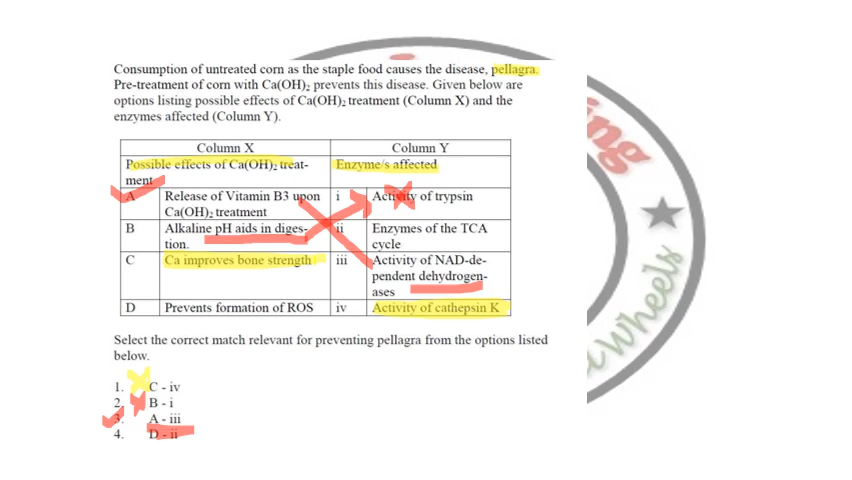 Consumption of untreated corn as the staple food causes the disease, pellagra.
Pre-treatment of corn with Ca(OH)₂ prevents this disease. Given below are
options listing possible effects of Ca(OH)₂ treatment (Column X) and the
enzymes affected (Column Y).
Column X Column Y
Possible effects of Ca(OH)₂ treat-
ment
Enzyme/s affected
A Release of Vitamin B3 upon
Ca(OH)₂ treatment
i Activity of trypsin
B Alkaline pH aids in diges-
tion.
ii Enzymes of the TCA
cycle
C Ca improves bone strength
iii Activity of NAD-de-
pendent dehydrogen-
ases
D Prevents formation of ROS
iv Activity of cathepsin K
Select the correct match relevant for preventing pellagra from the options listed
below.
1. C - iv
2. B - i
3. A - iii
4. D - ii
ing
Wheels